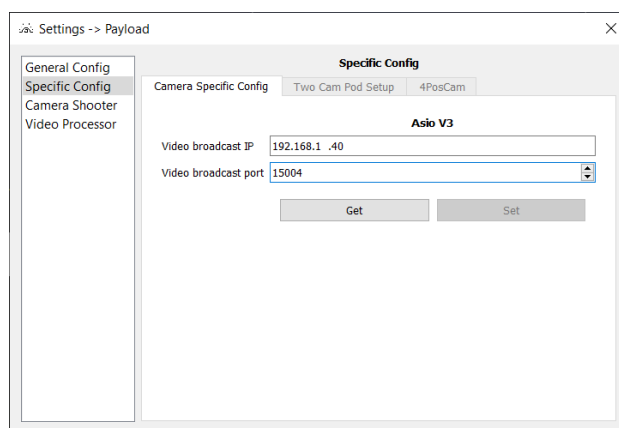 Settings -> Payload
General Config
Specific Config
Camera Shooter
Video Processor
Specific Config
Camera Specific Config
Two Cam Pod Setup
4PosCam
Asio V3
Video broadcast IP
192.168.1 .40
Video broadcast port
15004
Get
Set